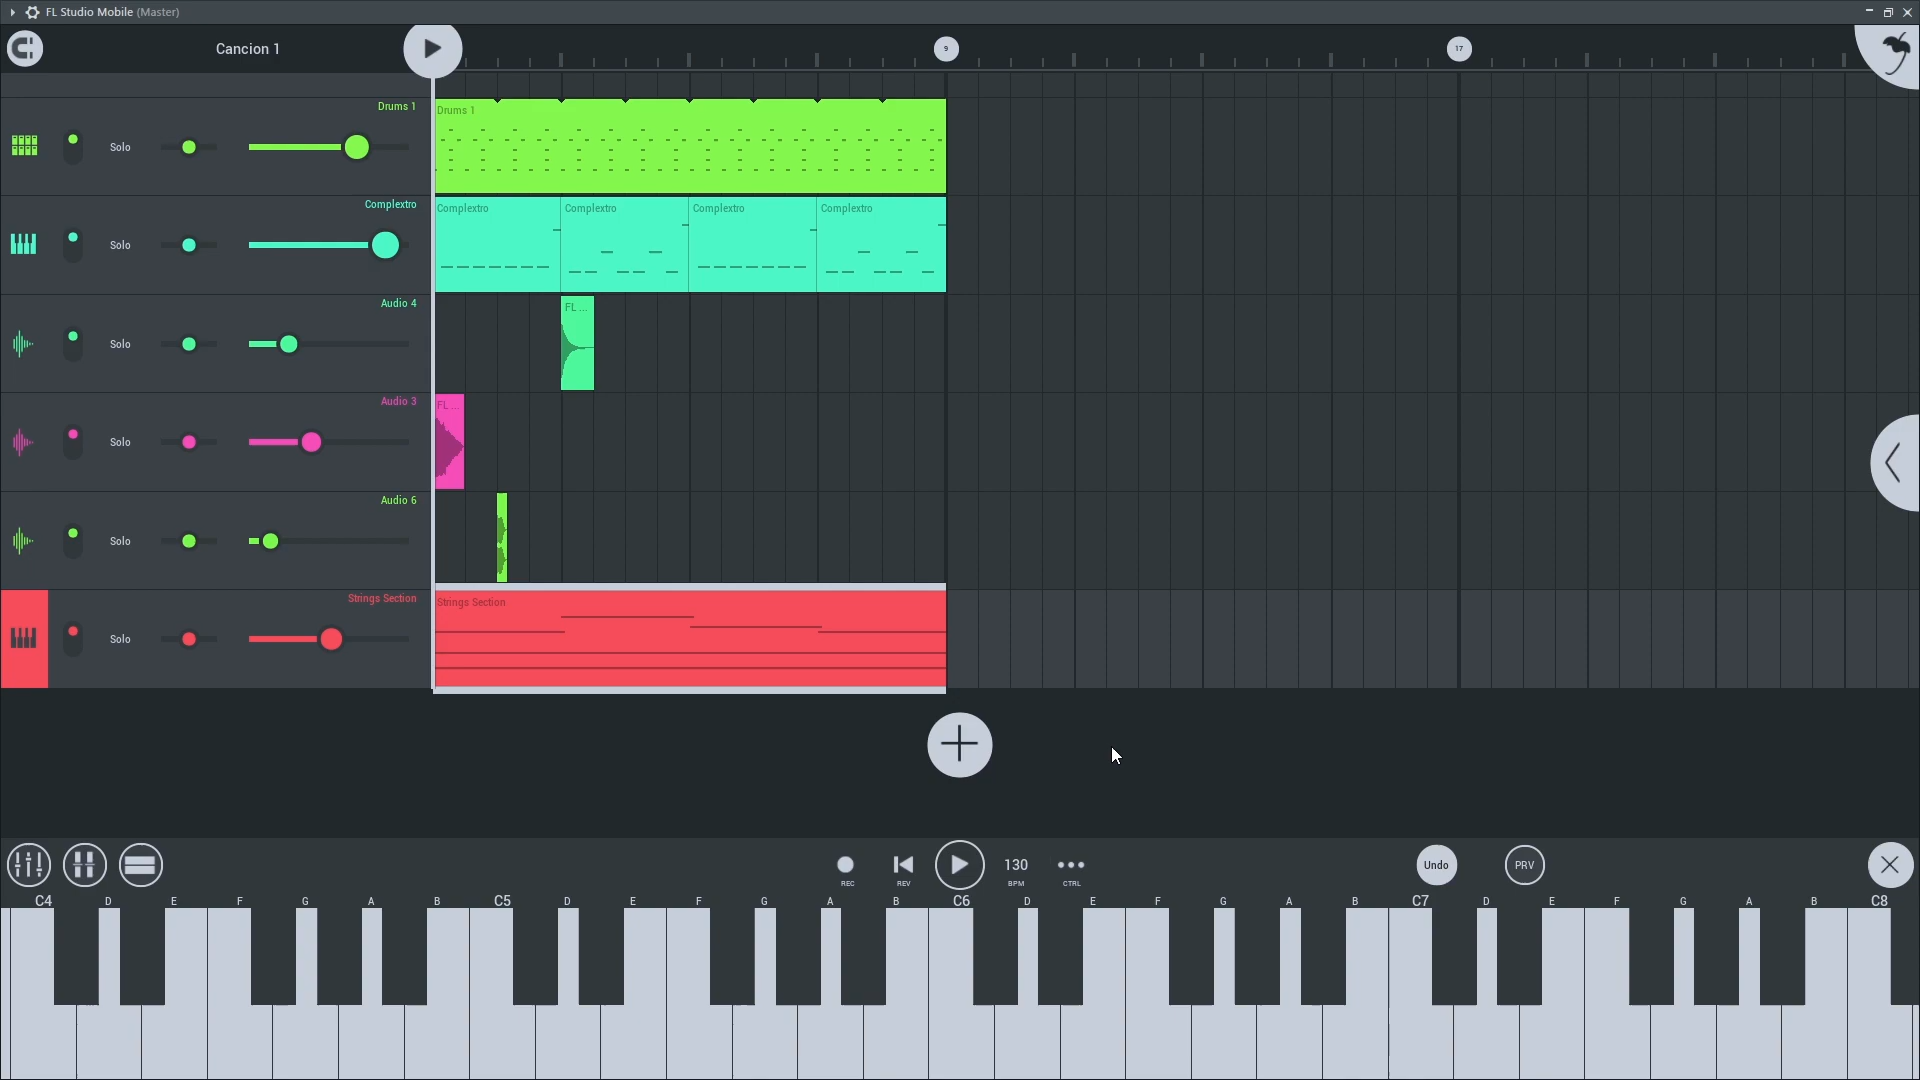 FL Studio Mobile (Master)
Cancion 1
9
17
Drums 1
Solo
Drums 1
Complextro
Solo
Complextro
Complextro
Complextro
Complextro
Audio 4
Solo
FL ...
Audio 3
Solo
FL ...
Audio 6
Solo
Strings Section
Solo
Strings Section
REC
REV
130
BPM
CTRL
Undo
PRV
C4 D E F G A B C5 D E F G A B C6 D E F G A B C7 D E F G A B C8